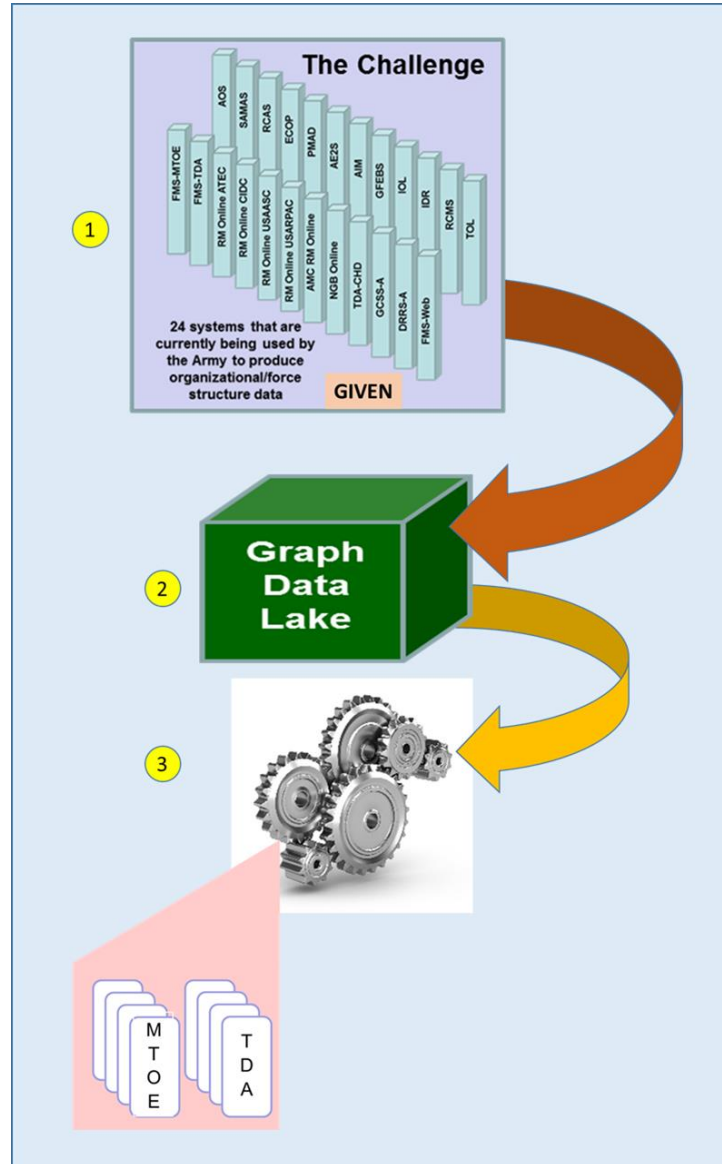 The Challenge
AOS
SAMAS
RCAS
ECOP
PMAD
AE2S
AIM
GFEBS
IOL
IDR
RCMS
TOL
FMS-MTOE
FMS-TDA
RM Online ATEC
RM Online CIDC
RM Online USAASC
RM Online USARPAC
AMC RM Online
NGB Online
TDA-CHD
GCSS-A
DRRS-A
FMS-Web
1
24 systems that are
currently being used by
the Army to produce
organizational/force
structure data
GIVEN
2
Graph
Data
Lake
3
M
T
O
E
T
D
A